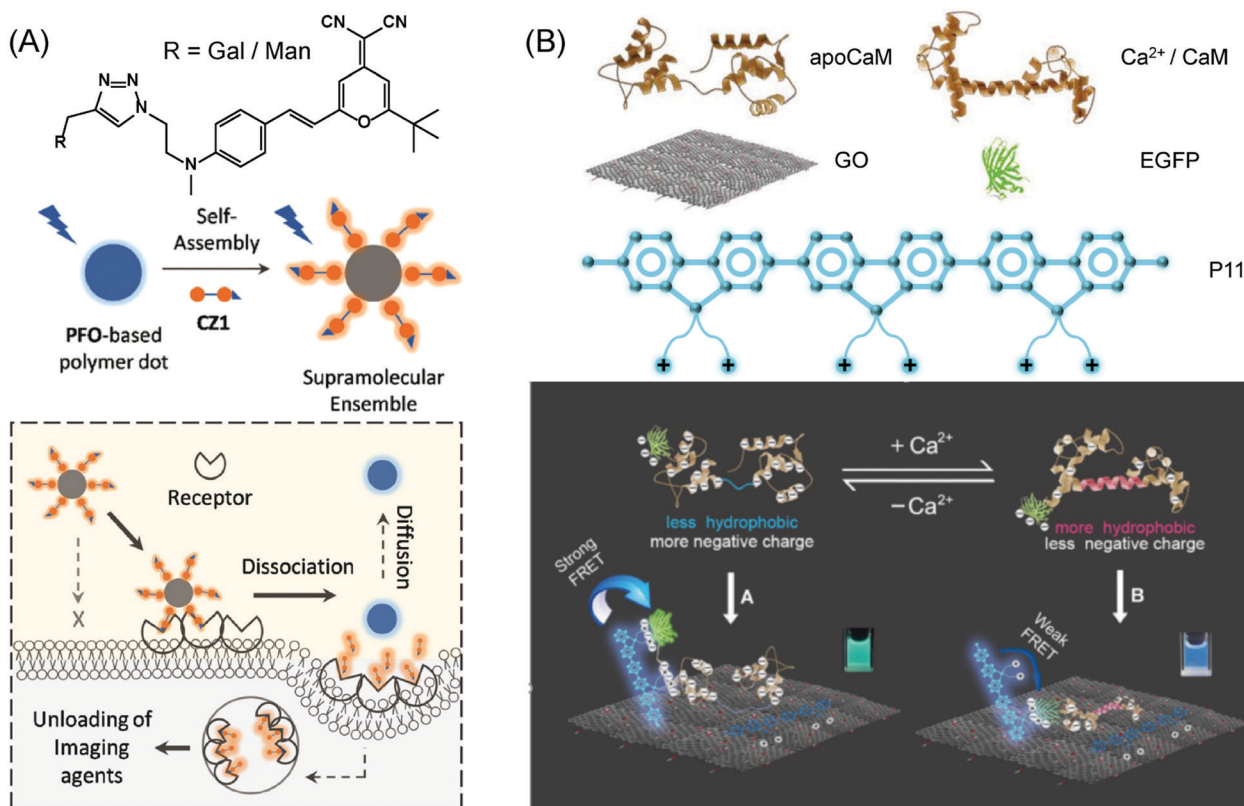 (A)
R = Gal / Man
CN CN
N
N
N
R
N
O
Self-
Assembly
CZ1
PFO-based
polymer dot
Supramolecular
Ensemble
Receptor
Dissociation
Diffusion
X
Unloading of
Imaging
agents
(B)
apoCaM
Ca²⁺ / CaM
GO
EGFP
P11
+ + + + + +
+ Ca²⁺
− Ca²⁺
less hydrophobic
more negative charge
more hydrophobic
less negative charge
Strong
FRET
A
B
Weak
FRET